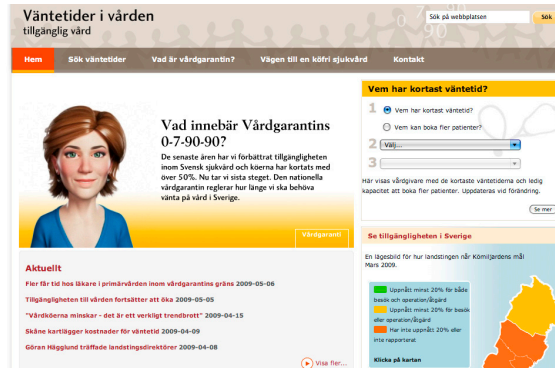 Väntetider i vården
tillgänglig vård
0 7 90
90
Sök på webbplatsen
Sök
Hem
Sök väntetider
Vad är vårdgarantin?
Vägen till en köfri sjukvård
Kontakt
Vad innebär Vårdgarantins
0-7-90-90?
De senaste åren har vi förbättrat tillgängligheten
inom Svensk sjukvård och köerna har kortats med
över 50%. Nu tar vi sista steget. Den nationella
vårdgarantin reglerar hur länge vi ska behöva
vänta på vård i Sverige.
Vårdgaranti
Aktuellt
Fler får tid hos läkare i primärvården inom vårdgarantins gräns 2009-05-06
Tillgängligheten till vården fortsätter att öka 2009-05-05
"Vårdköerna minskar - det är ett verkligt trendbrott" 2009-04-15
Skåne kartlägger kostnader för väntetid 2009-04-09
Göran Hägglund träffade landstingsdirektörer 2009-04-08
Visa fler...
Vem har kortast väntetid?
1
Vem har kortast väntetid?
Vem kan boka fler patienter?
2
Välj...
3
Här visas vårdgivare med de kortaste väntetiderna och ledig
kapacitet att boka fler patienter. Uppdateras vid förändring.
Se mer
Se tillgängligheten i Sverige
En lägesbild för hur landstingen når Kömiljardens mål
Mars 2009.
Uppnått minst 20% för både
besök och operation/åtgärd
Uppnått minst 20% för besök
eller operation/åtgärd
Har inte uppnått 20% eller
inte rapporterat
Klicka på kartan